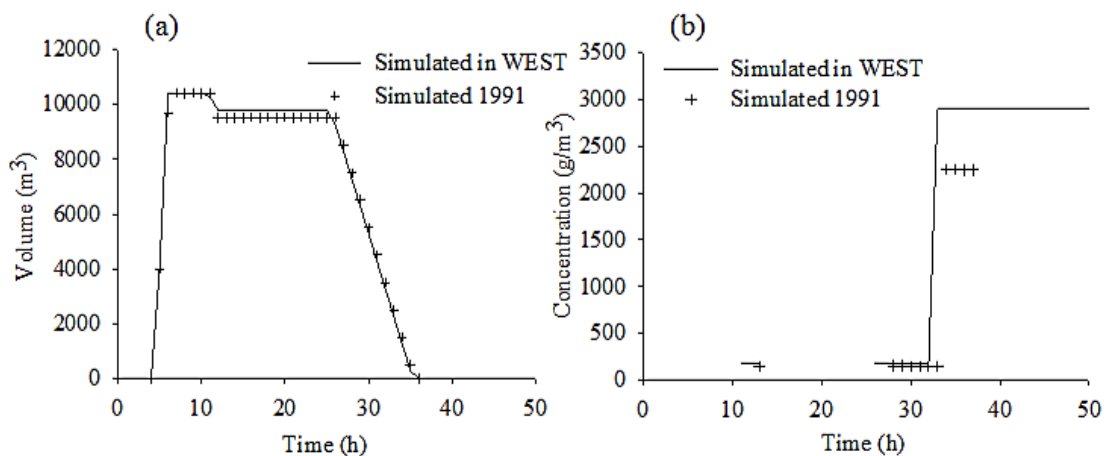 (a)
12000
10000
8000
6000
4000
2000
0
Volume (m³)
Simulated in WEST
Simulated 1991
0 10 20 30 40 50
Time (h)
(b)
3500
3000
2500
2000
1500
1000
500
0
Concentration (g/m³)
Simulated in WEST
Simulated 1991
0 10 20 30 40 50
Time (h)